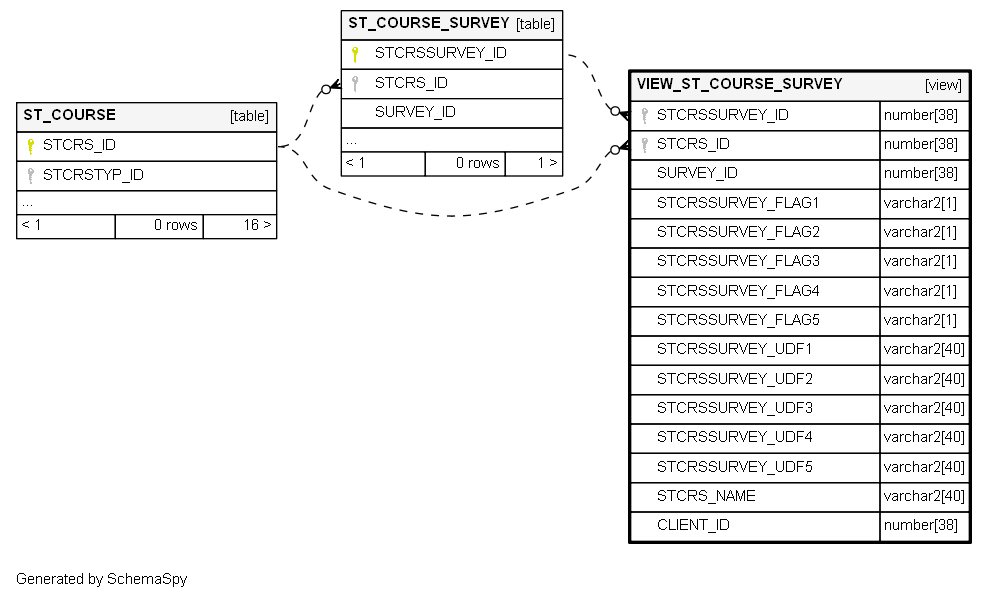 ST_COURSE_SURVEY [table]
STCRSSURVEY_ID
STCRS_ID
SURVEY_ID
...
< 1 0 rows 1 >
ST_COURSE [table]
STCRS_ID
STCRSTYP_ID
...
< 1 0 rows 16 >
VIEW_ST_COURSE_SURVEY [view]
STCRSSURVEY_ID number[38]
STCRS_ID number[38]
SURVEY_ID number[38]
STCRSSURVEY_FLAG1 varchar2[1]
STCRSSURVEY_FLAG2 varchar2[1]
STCRSSURVEY_FLAG3 varchar2[1]
STCRSSURVEY_FLAG4 varchar2[1]
STCRSSURVEY_FLAG5 varchar2[1]
STCRSSURVEY_UDF1 varchar2[40]
STCRSSURVEY_UDF2 varchar2[40]
STCRSSURVEY_UDF3 varchar2[40]
STCRSSURVEY_UDF4 varchar2[40]
STCRSSURVEY_UDF5 varchar2[40]
STCRS_NAME varchar2[40]
CLIENT_ID number[38]
Generated by SchemaSpy